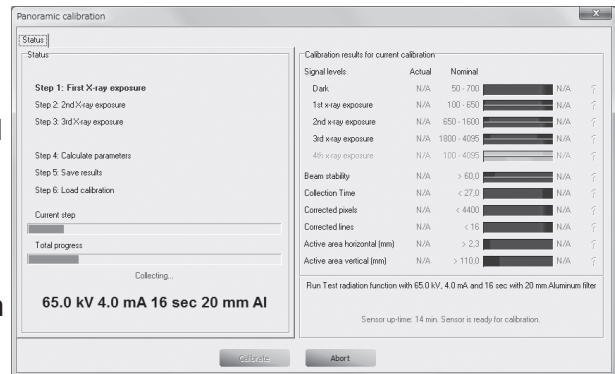 Panoramic calibration
Status
Status
Step 1: First X-ray exposure
Step 2: 2nd X-ray exposure
Step 3: 3rd X-ray exposure
Step 4: Calculate parameters
Step 5: Save results
Step 6: Load calibration
Current step
Total progress
Collecting...
65.0 kV 4.0 mA 16 sec 20 mm Al
Calibration results for current calibration
Signal levels Actual Nominal
Dark N/A 50 - 700 N/A ?
1st x-ray exposure N/A 100 - 650 N/A ?
2nd x-ray exposure N/A 650 - 1600 N/A ?
3rd x-ray exposure N/A 1800 - 4095 N/A ?
4th x-ray exposure N/A 100 - 4095 N/A ?
Beam stability N/A > 60,0 N/A ?
Collection Time N/A < 27,0 N/A ?
Corrected pixels N/A < 4400 N/A ?
Corrected lines N/A < 16 N/A ?
Active area horizontal (mm) N/A > 2,3 N/A ?
Active area vertical (mm) N/A > 110,0 N/A ?
Run Test radiation function with 65.0 kV, 4.0 mA and 16 sec with 20 mm Aluminum filter
Sensor up-time: 14 min. Sensor is ready for calibration.
Calibrate Abort